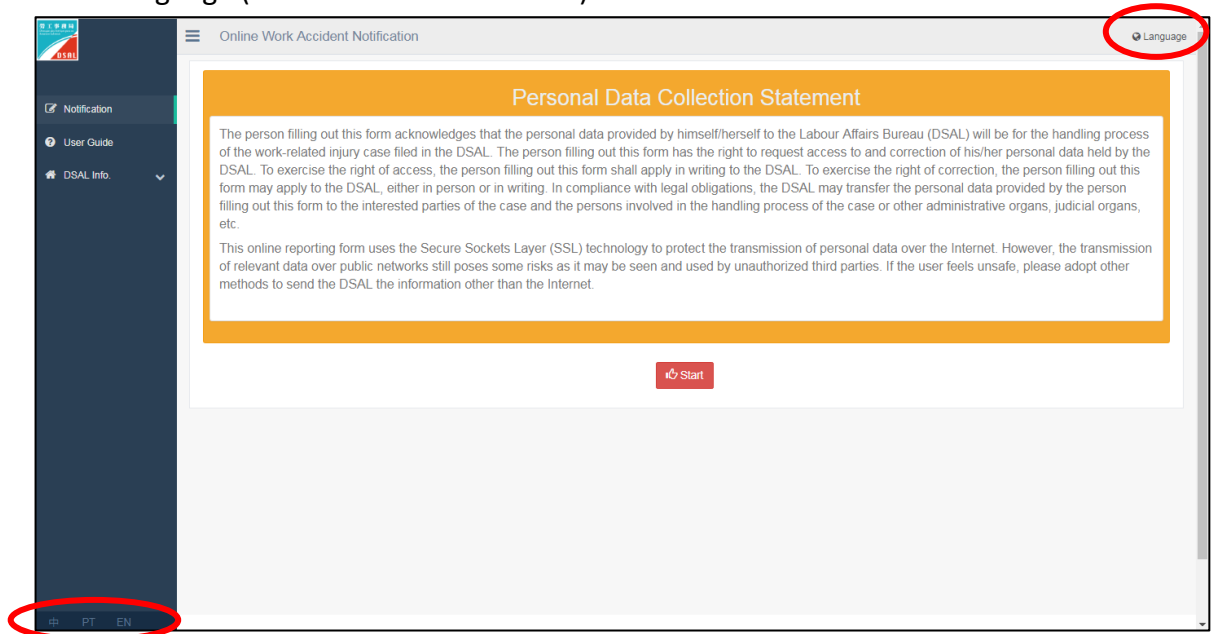 勞工事務局
DSAL
Online Work Accident Notification
Language
Notification
User Guide
DSAL Info.
Personal Data Collection Statement
The person filling out this form acknowledges that the personal data provided by himself/herself to the Labour Affairs Bureau (DSAL) will be for the handling process
of the work-related injury case filed in the DSAL. The person filling out this form has the right to request access to and correction of his/her personal data held by the
DSAL. To exercise the right of access, the person filling out this form shall apply in writing to the DSAL. To exercise the right of correction, the person filling out this
form may apply to the DSAL, either in person or in writing. In compliance with legal obligations, the DSAL may transfer the personal data provided by the person
filling out this form to the interested parties of the case and the persons involved in the handling process of the case or other administrative organs, judicial organs,
etc.
This online reporting form uses the Secure Sockets Layer (SSL) technology to protect the transmission of personal data over the Internet. However, the transmission
of relevant data over public networks still poses some risks as it may be seen and used by unauthorized third parties. If the user feels unsafe, please adopt other
methods to send the DSAL the information other than the Internet.
Start
中 PT EN